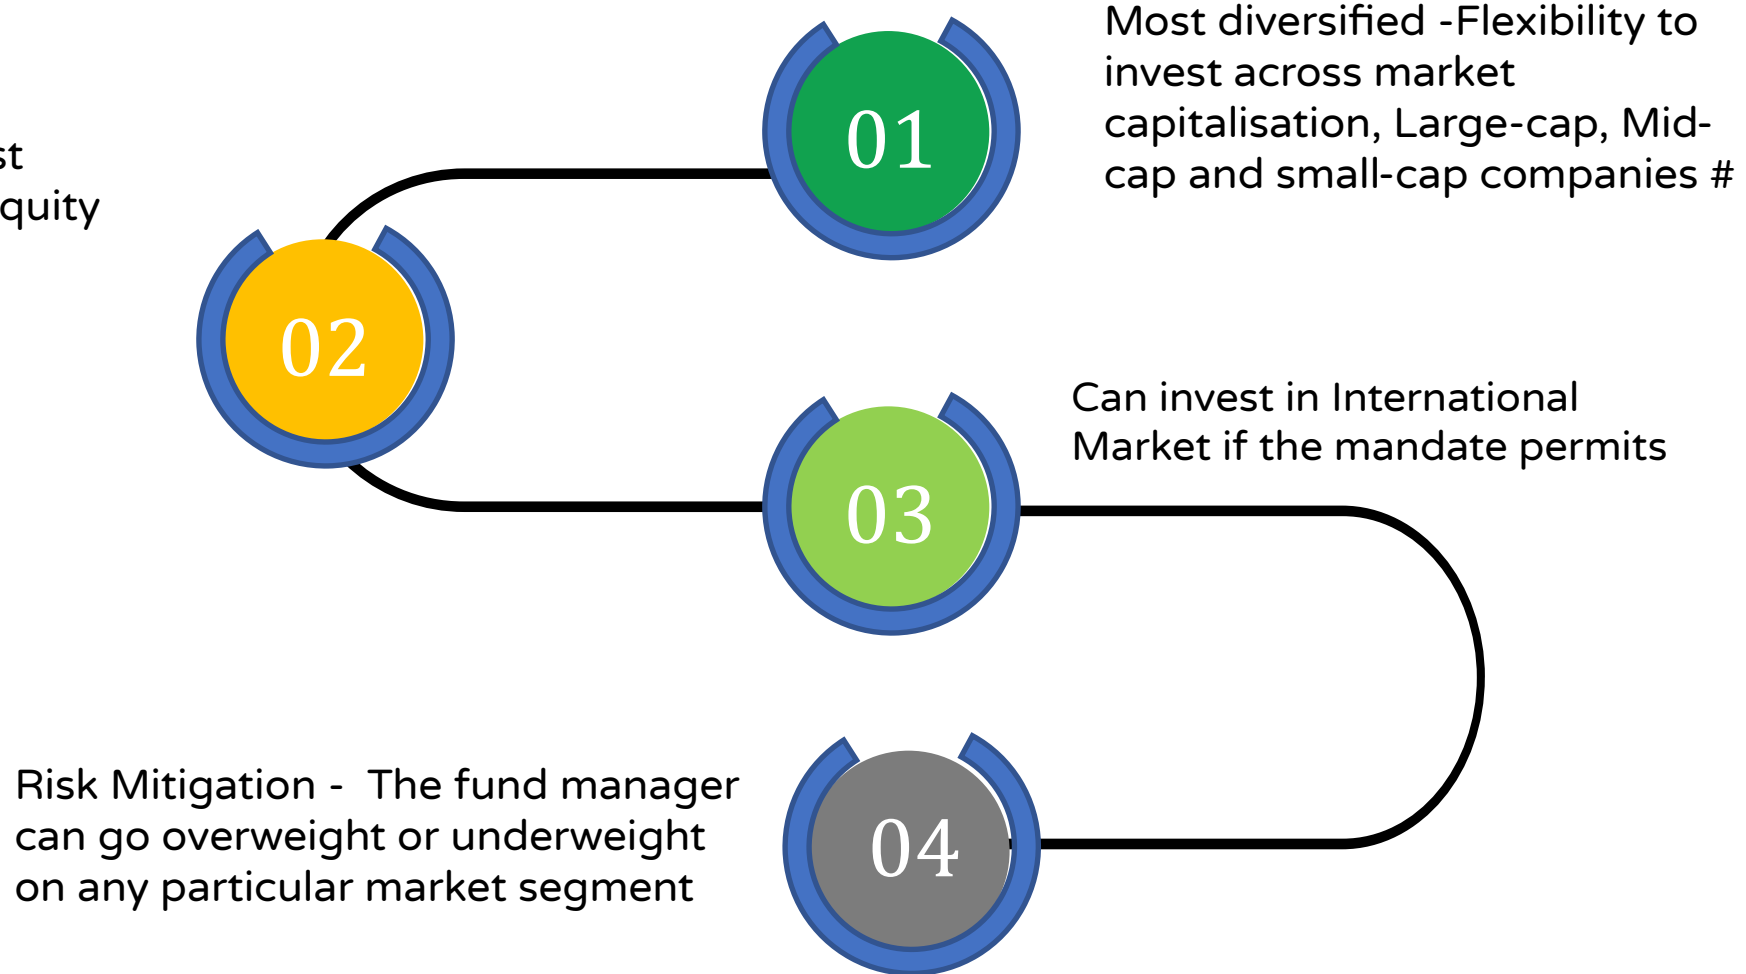 Most diversified -Flexibility to
invest across market
capitalisation, Large-cap, Mid-
cap and small-cap companies #
01
02
Can invest in International
Market if the mandate permits
03
Risk Mitigation -  The fund manager
can go overweight or underweight
on any particular market segment
04